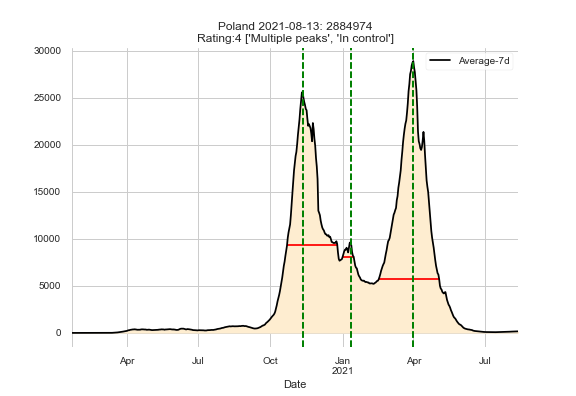 Poland 2021-08-13: 2884974
Rating:4 ['Multiple peaks', 'In control']
Average-7d
30000
25000
20000
15000
10000
5000
0
Apr Jul Oct Jan Apr Jul
2021
Date